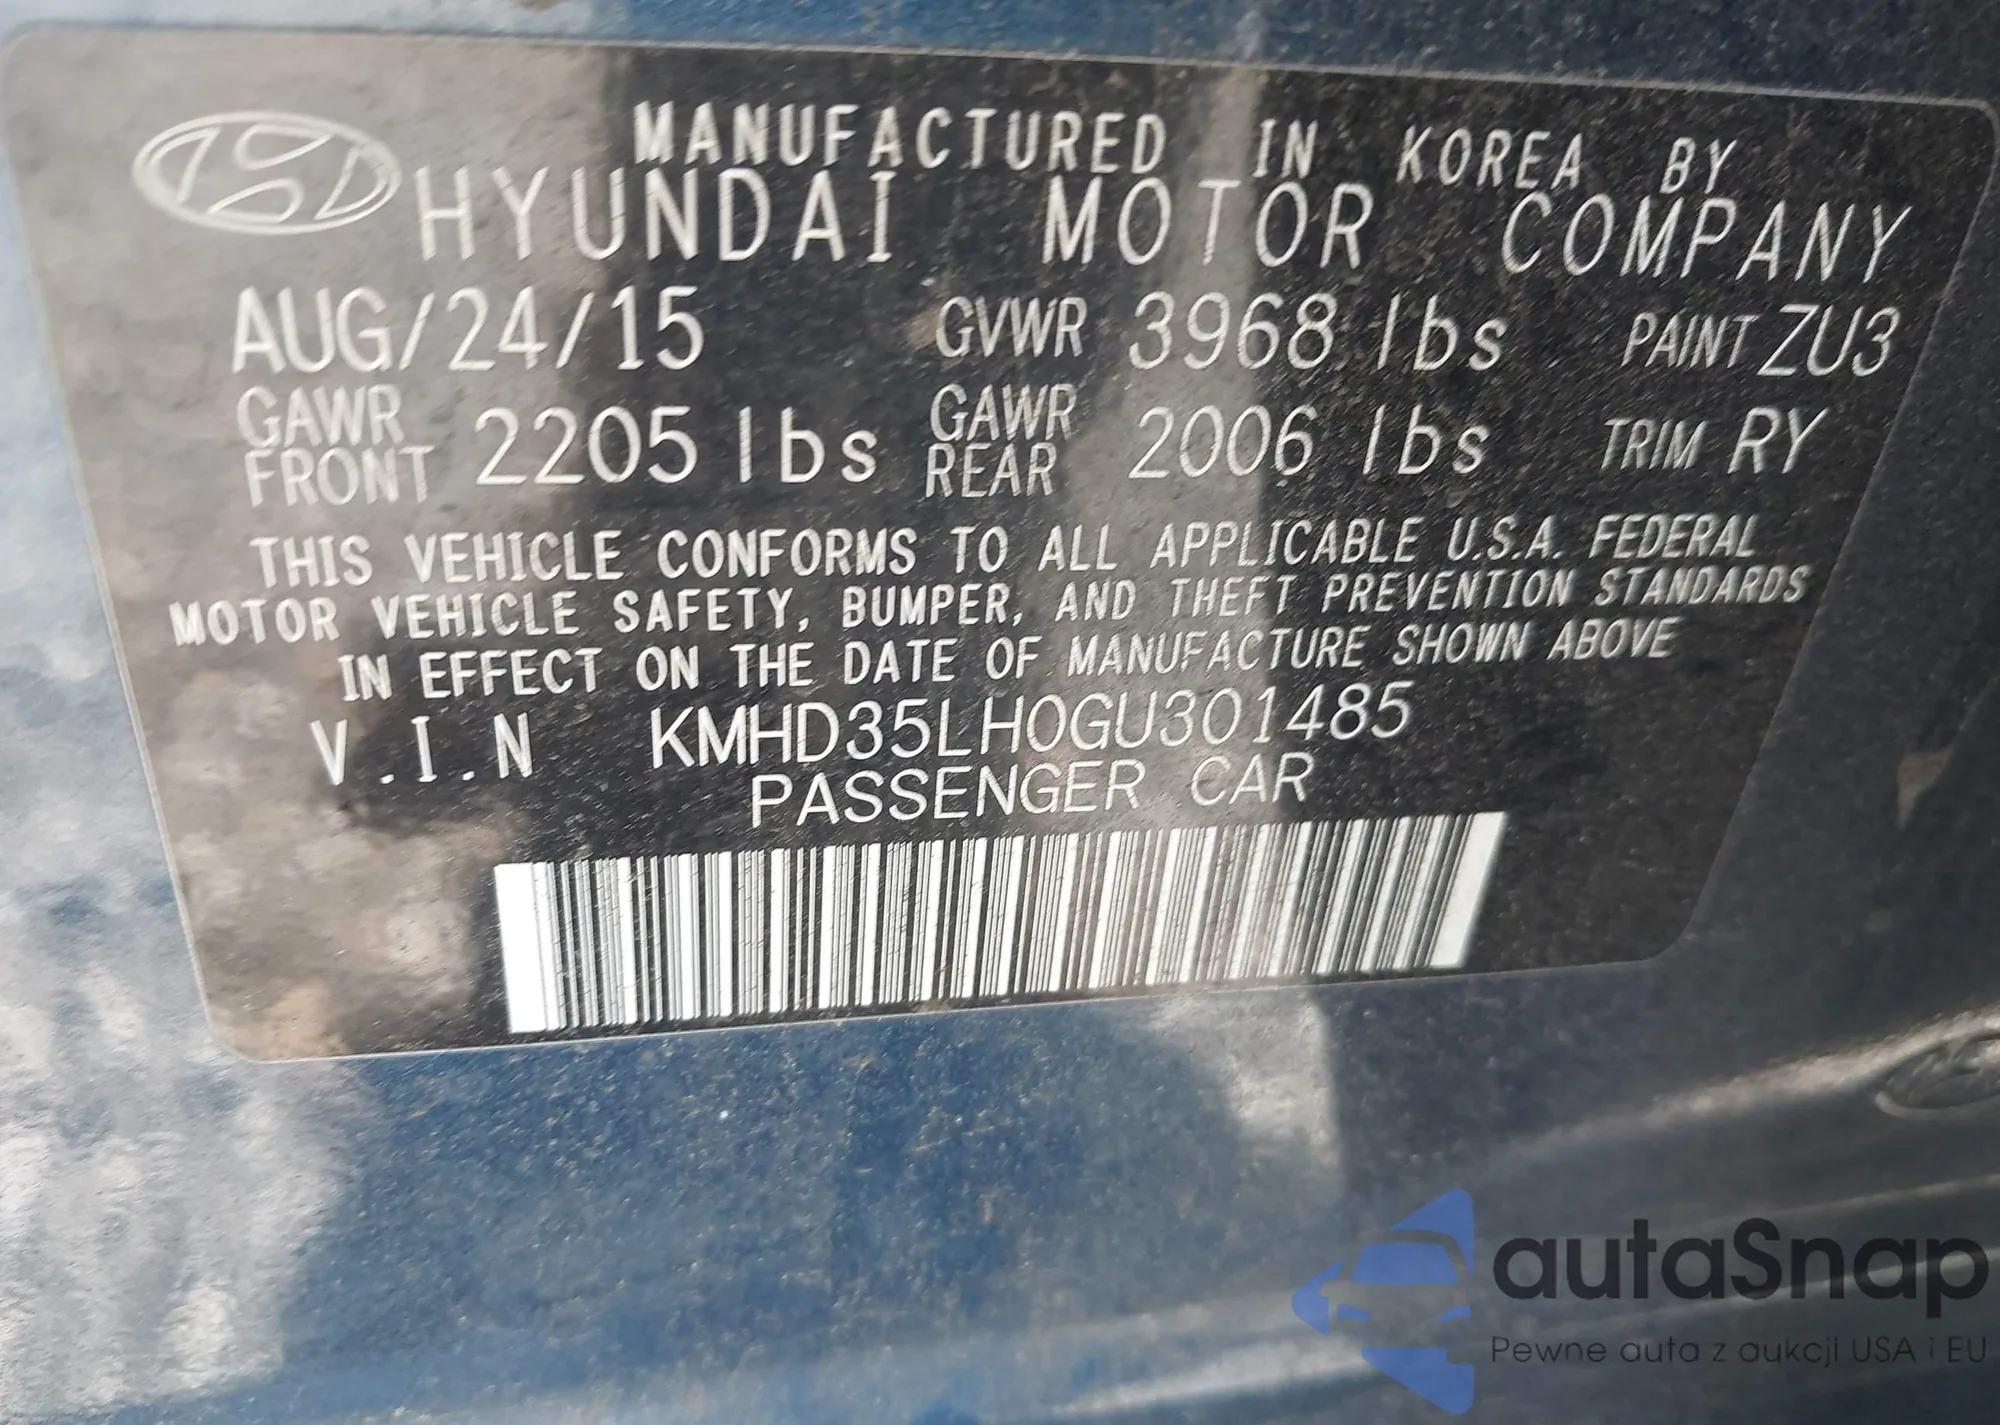 MANUFACTURED IN KOREA BY
HYUNDAI MOTOR COMPANY
AUG/24/15 GVWR 3968 lbs PAINT ZU3
GAWR FRONT 2205 lbs GAWR REAR 2006 lbs TRIM RY
THIS VEHICLE CONFORMS TO ALL APPLICABLE U.S.A. FEDERAL
MOTOR VEHICLE SAFETY, BUMPER, AND THEFT PREVENTION STANDARDS
IN EFFECT ON THE DATE OF MANUFACTURE SHOWN ABOVE
V.I.N KMHD35LH0GU301485
PASSENGER CAR
autaSnap
Pewne auta z aukcji USA i EU